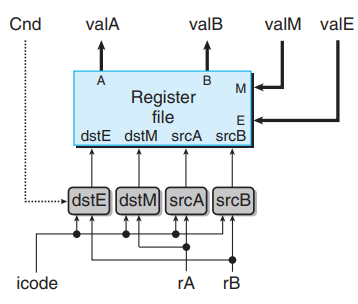 Cnd valA valB valM valE
A B M
Register
file
E
dstE dstM srcA srcB
dstE dstM srcA srcB
icode rA rB